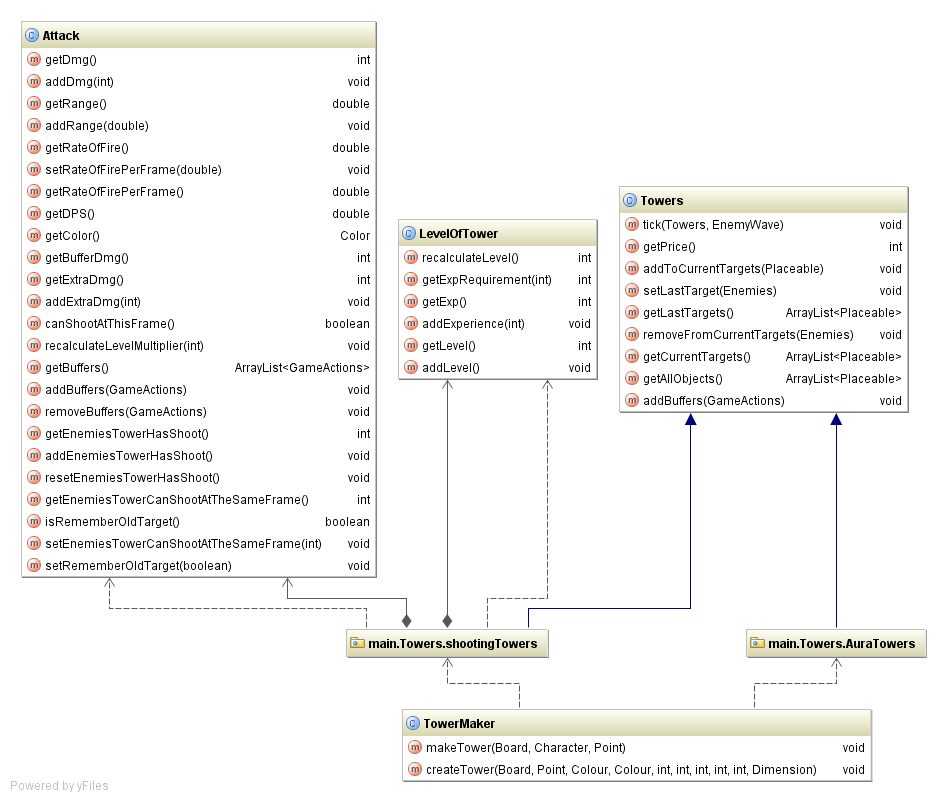 Attack
getDmg() int
addDmg(int) void
getRange() double
addRange(double) void
getRateOfFire() double
setRateOfFirePerFrame(double) void
getRateOfFirePerFrame() double
getDPS() double
getColor() Color
getBufferDmg() int
getExtraDmg() int
addExtraDmg(int) void
canShootAtThisFrame() boolean
recalculateLevelMultiplier(int) void
getBuffers() ArrayList<GameActions>
addBuffers(GameActions) void
removeBuffers(GameActions) void
getEnemiesTowerHasShoot() int
addEnemiesTowerHasShoot() void
resetEnemiesTowerHasShoot() void
getEnemiesTowerCanShootAtTheSameFrame() int
isRememberOldTarget() boolean
setEnemiesTowerCanShootAtTheSameFrame(int) void
setRememberOldTarget(boolean) void
LevelOfTower
recalculateLevel() int
getExpRequirement(int) int
getExp() int
addExperience(int) void
getLevel() int
addLevel() void
Towers
tick(Towers, EnemyWave) void
getPrice() int
addToCurrentTargets(Placeable) void
setLastTarget(Enemies) void
getLastTargets() ArrayList<Placeable>
removeFromCurrentTargets(Enemies) void
getCurrentTargets() ArrayList<Placeable>
getAllObjects() ArrayList<Placeable>
addBuffers(GameActions) void
main.Towers.shootingTowers
main.Towers.AuraTowers
TowerMaker
makeTower(Board, Character, Point) void
createTower(Board, Point, Colour, Colour, int, int, int, int, int, Dimension) void
Powered by yFiles